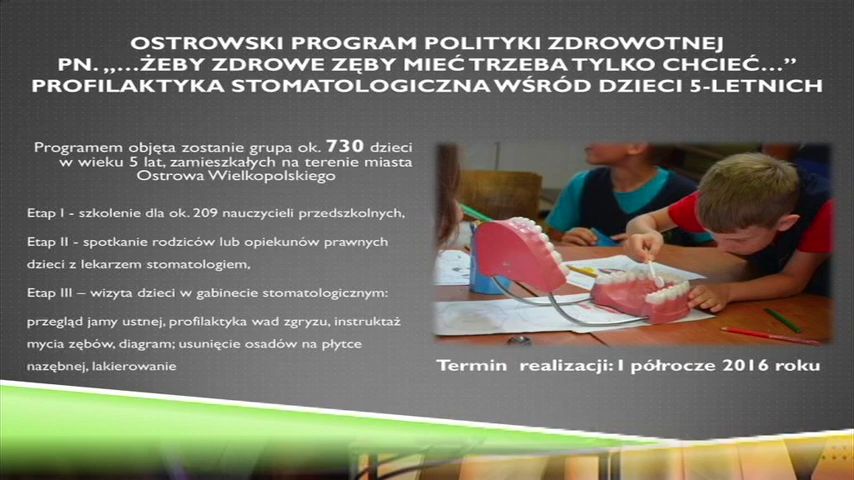 OSTROWSKI PROGRAM POLITYKI ZDROWOTNEJ
PN. „...ŻEBY ZDROWE ZĘBY MIEĆ TRZEBA TYLKO CHCIEĆ...”
PROFILAKTYKA STOMATOLOGICZNA WŚRÓD DZIECI 5-LETNICH
Programem objęta zostanie grupa ok. 730 dzieci
w wieku 5 lat, zamieszkałych na terenie miasta
Ostrowa Wielkopolskiego
Etap I - szkolenie dla ok. 209 nauczycieli przedszkolnych,
Etap II - spotkanie rodziców lub opiekunów prawnych
dzieci z lekarzem stomatologiem,
Etap III – wizyta dzieci w gabinecie stomatologicznym:
przegląd jamy ustnej, profilaktyka wad zgryzu, instruktaż
mycia zębów, diagram; usunięcie osadów na płytce
nazębnej, lakierowanie
Termin realizacji: I półrocze 2016 roku